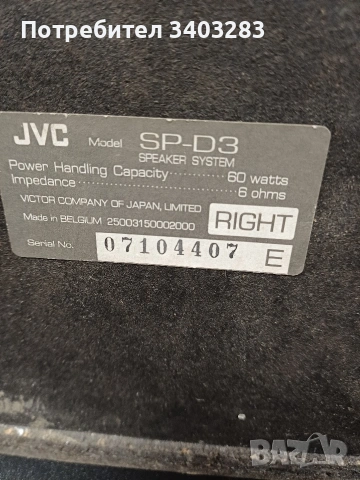 Потребител 3403283
JVC Model SP-D3
SPEAKER SYSTEM
Power Handling Capacity 60 watts
Impedance 6 ohms
VICTOR COMPANY OF JAPAN, LIMITED
Made in BELGIUM 25003150002000
RIGHT
Serial No. 07104407 E
BAZAR